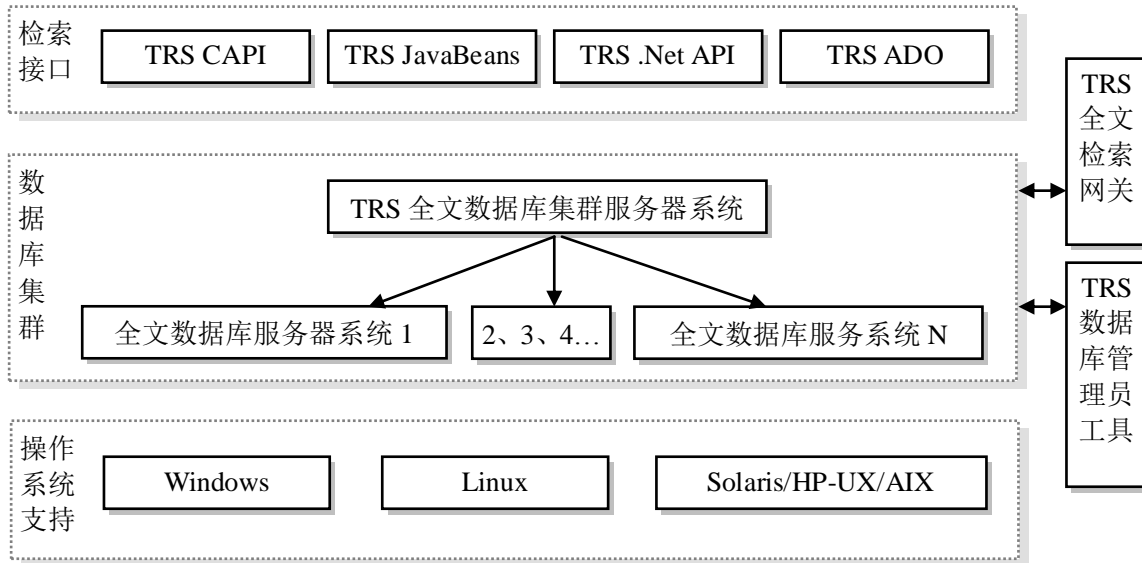 检索
接口
TRS CAPI
TRS JavaBeans
TRS .Net API
TRS ADO
TRS
全文
检索
网关
数
据
库
集
群
TRS 全文数据库集群服务器系统
全文数据库服务器系统 1
2、3、4…
全文数据库服务系统 N
TRS
数据
库管
理员
工具
操作
系统
支持
Windows
Linux
Solaris/HP-UX/AIX